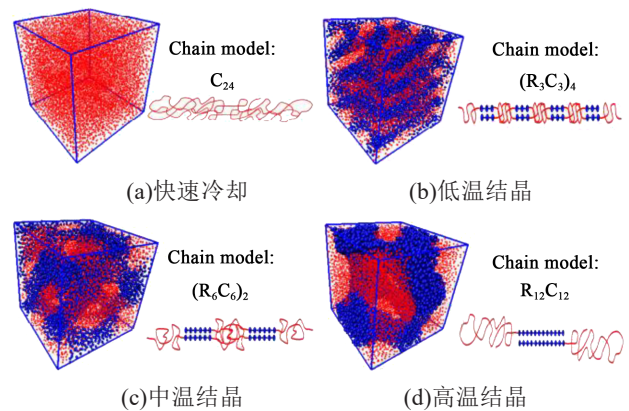 Chain model:
C₂₄
(a)快速冷却
Chain model:
(R₃C₃)₄
(b)低温结晶
Chain model:
(R₆C₆)₂
(c)中温结晶
Chain model:
R₁₂C₁₂
(d)高温结晶